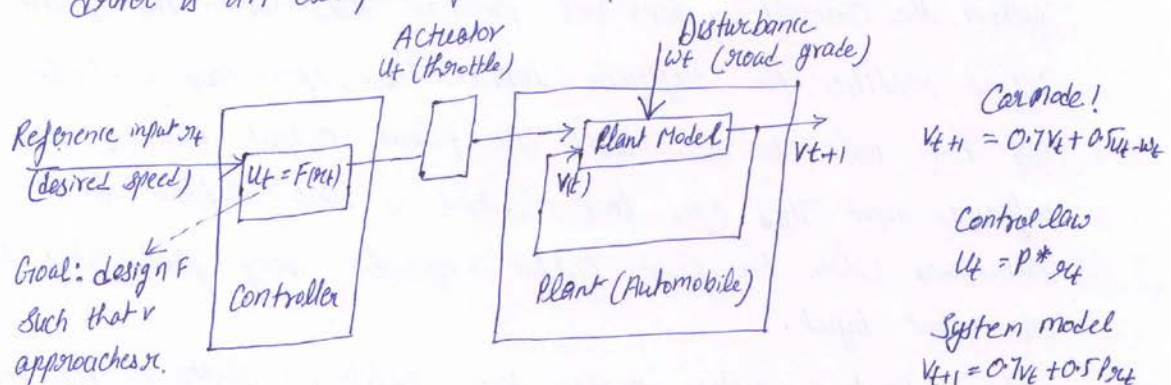 Actuator
ut (throttle)
Disturbance
wt (road grade)
Reference input rt
(desired speed)
ut = F(rt)
Plant Model
v(t)
vt+1
Car Mode!
vt+1 = 0.7vt + 0.5ut - wt
Control law
ut = P* rt
Goal: design F
Such that v
approaches r.
Controller
Plant (Automobile)
System model
vt+1 = 0.7vt + 0.5Prt